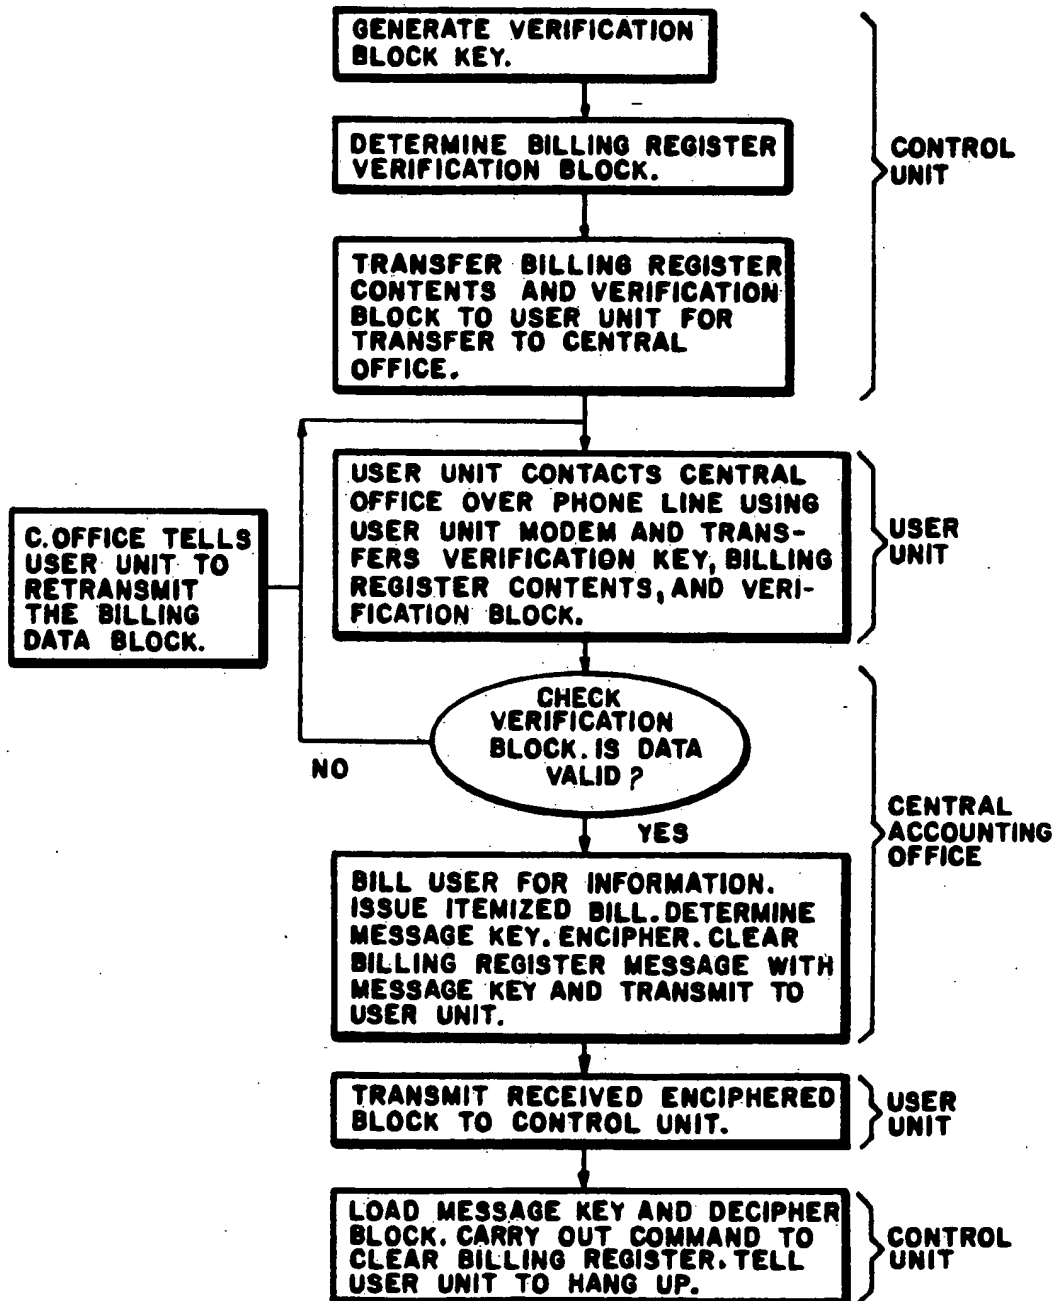 GENERATE VERIFICATION
BLOCK KEY.
DETERMINE BILLING REGISTER
VERIFICATION BLOCK.
TRANSFER BILLING REGISTER
CONTENTS AND VERIFICATION
BLOCK TO USER UNIT FOR
TRANSFER TO CENTRAL
OFFICE.
CONTROL
UNIT
USER UNIT CONTACTS CENTRAL
OFFICE OVER PHONE LINE USING
USER UNIT MODEM AND TRANS-
FERS VERIFICATION KEY, BILLING
REGISTER CONTENTS, AND VERI-
FICATION BLOCK.
USER
UNIT
C.OFFICE TELLS
USER UNIT TO
RETRANSMIT
THE BILLING
DATA BLOCK.
CHECK
VERIFICATION
BLOCK. IS DATA
VALID?
NO
YES
CENTRAL
ACCOUNTING
OFFICE
BILL USER FOR INFORMATION.
ISSUE ITEMIZED BILL. DETERMINE
MESSAGE KEY. ENCIPHER. CLEAR
BILLING REGISTER MESSAGE WITH
MESSAGE KEY AND TRANSMIT TO
USER UNIT.
TRANSMIT RECEIVED ENCIPHERED
BLOCK TO CONTROL UNIT.
USER
UNIT
LOAD MESSAGE KEY AND DECIPHER
BLOCK. CARRY OUT COMMAND TO
CLEAR BILLING REGISTER. TELL
USER UNIT TO HANG UP.
CONTROL
UNIT